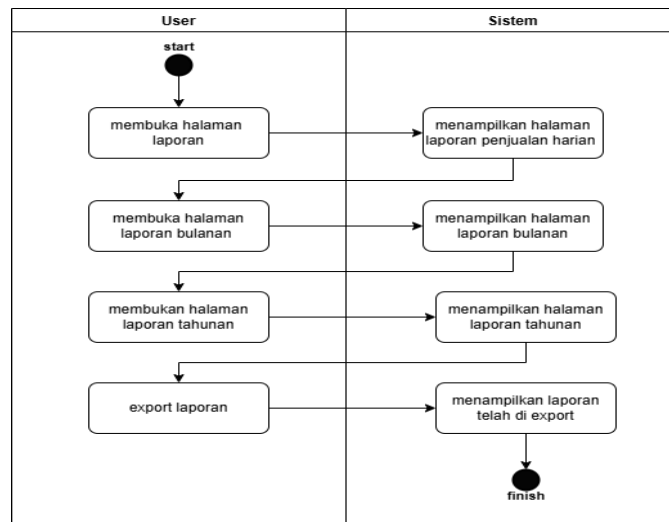 User
Sistem
start
membuka halaman
laporan
menampilkan halaman
laporan penjualan harian
membuka halaman
laporan bulanan
menampilkan halaman
laporan bulanan
membukan halaman
laporan tahunan
menampilkan halaman
laporan tahunan
export laporan
menampilkan laporan
telah di export
finish